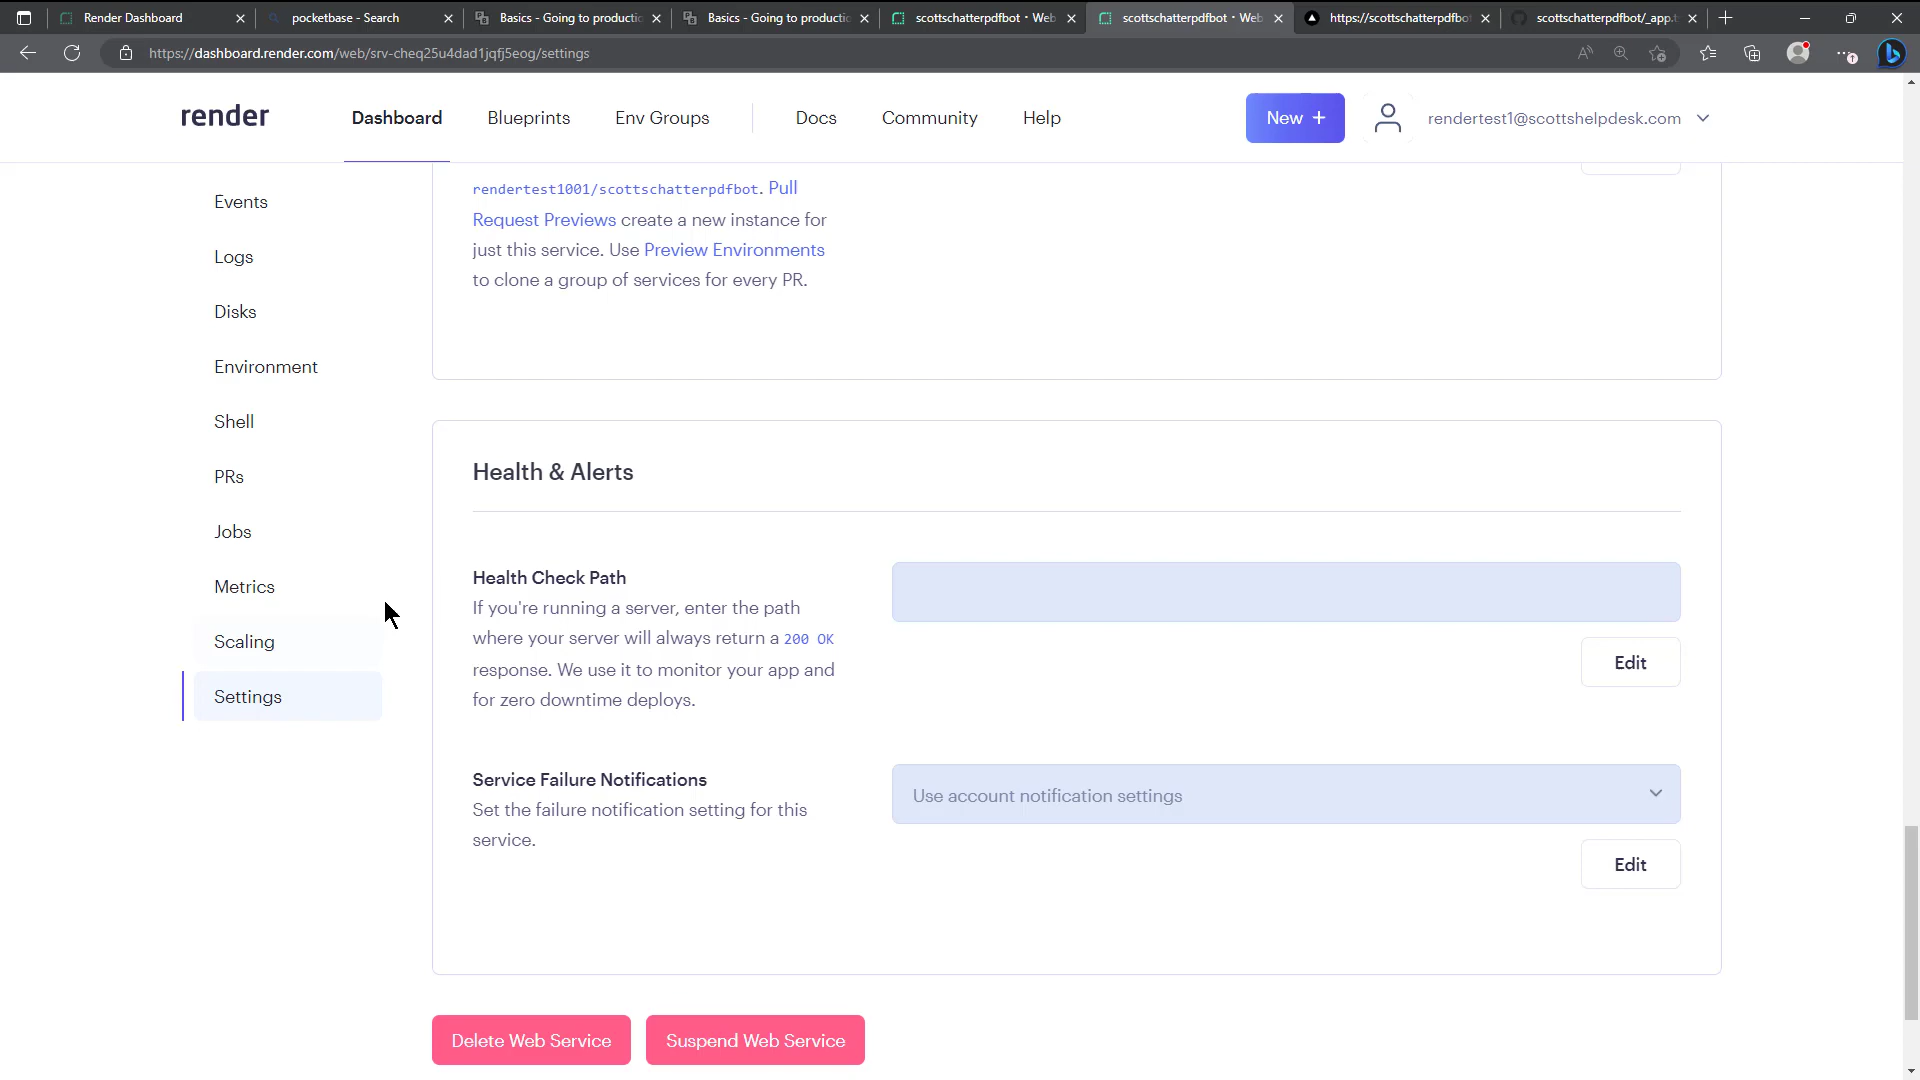 Render Dashboard
pocketbase - Search
Basics - Going to productic
Basics - Going to productic
scottschatterpdfbot · Web
scottschatterpdfbot · Web
https://scottschatterpdfbo
scottschatterpdfbot/_app.t
https://dashboard.render.com/web/srv-cheq25u4dad1jqfj5eog/settings
render
Dashboard
Blueprints
Env Groups
Docs
Community
Help
New +
rendertest1@scottshelpdesk.com
Events
Logs
Disks
Environment
Shell
PRs
Jobs
Metrics
Scaling
Settings
rendertest1001/scottschatterpdfbot. Pull
Request Previews create a new instance for
just this service. Use Preview Environments
to clone a group of services for every PR.
Health & Alerts
Health Check Path
If you're running a server, enter the path
where your server will always return a 200 OK
response. We use it to monitor your app and
for zero downtime deploys.
Edit
Service Failure Notifications
Set the failure notification setting for this
service.
Use account notification settings
Edit
Delete Web Service
Suspend Web Service